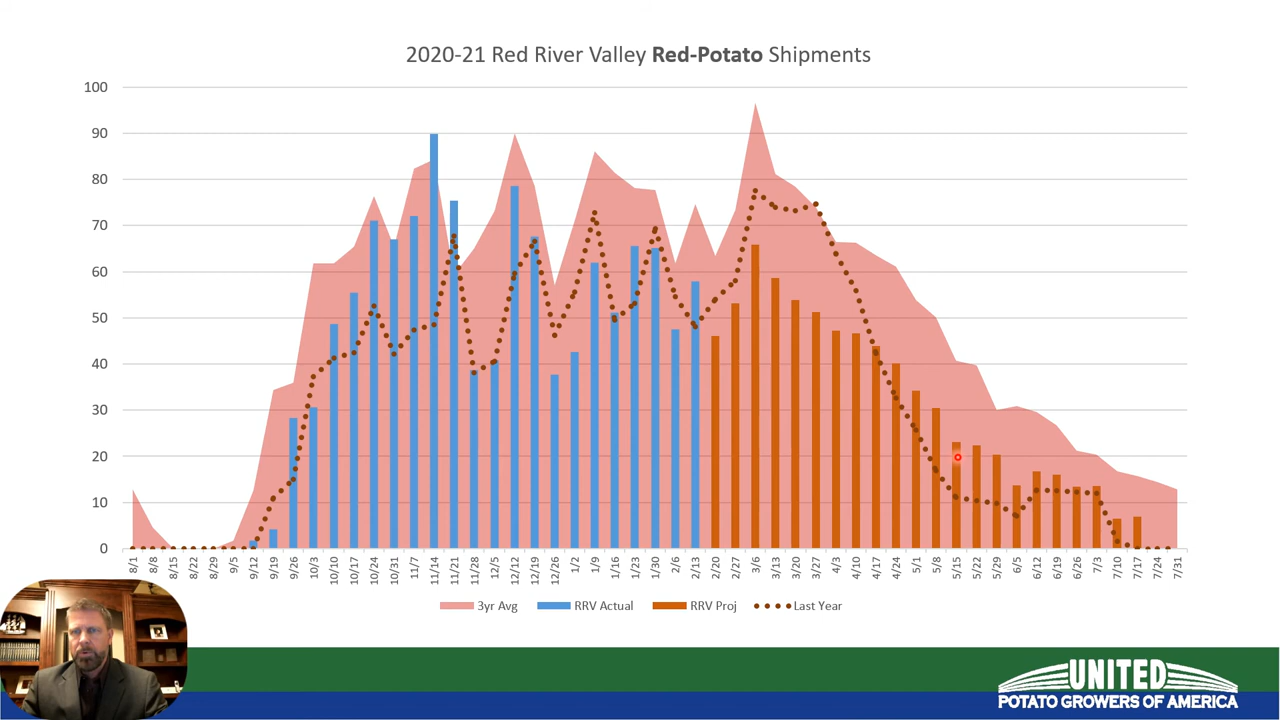 2020-21 Red River Valley Red-Potato Shipments
100
90
80
70
60
50
40
30
20
10
0
8/1 8/8 8/15 8/22 8/29 9/5 9/12 9/19 9/26 10/3 10/10 10/17 10/24 10/31 11/7 11/14 11/21 11/28 12/5 12/12 12/19 12/26 1/2 1/9 1/16 1/23 1/30 2/6 2/13 2/20 2/27 3/6 3/13 3/20 3/27 4/3 4/10 4/17 4/24 5/1 5/8 5/15 5/22 5/29 6/5 6/12 6/19 6/26 7/3 7/10 7/17 7/24 7/31
3yr Avg RRV Actual RRV Proj Last Year
UNITED
POTATO GROWERS OF AMERICA